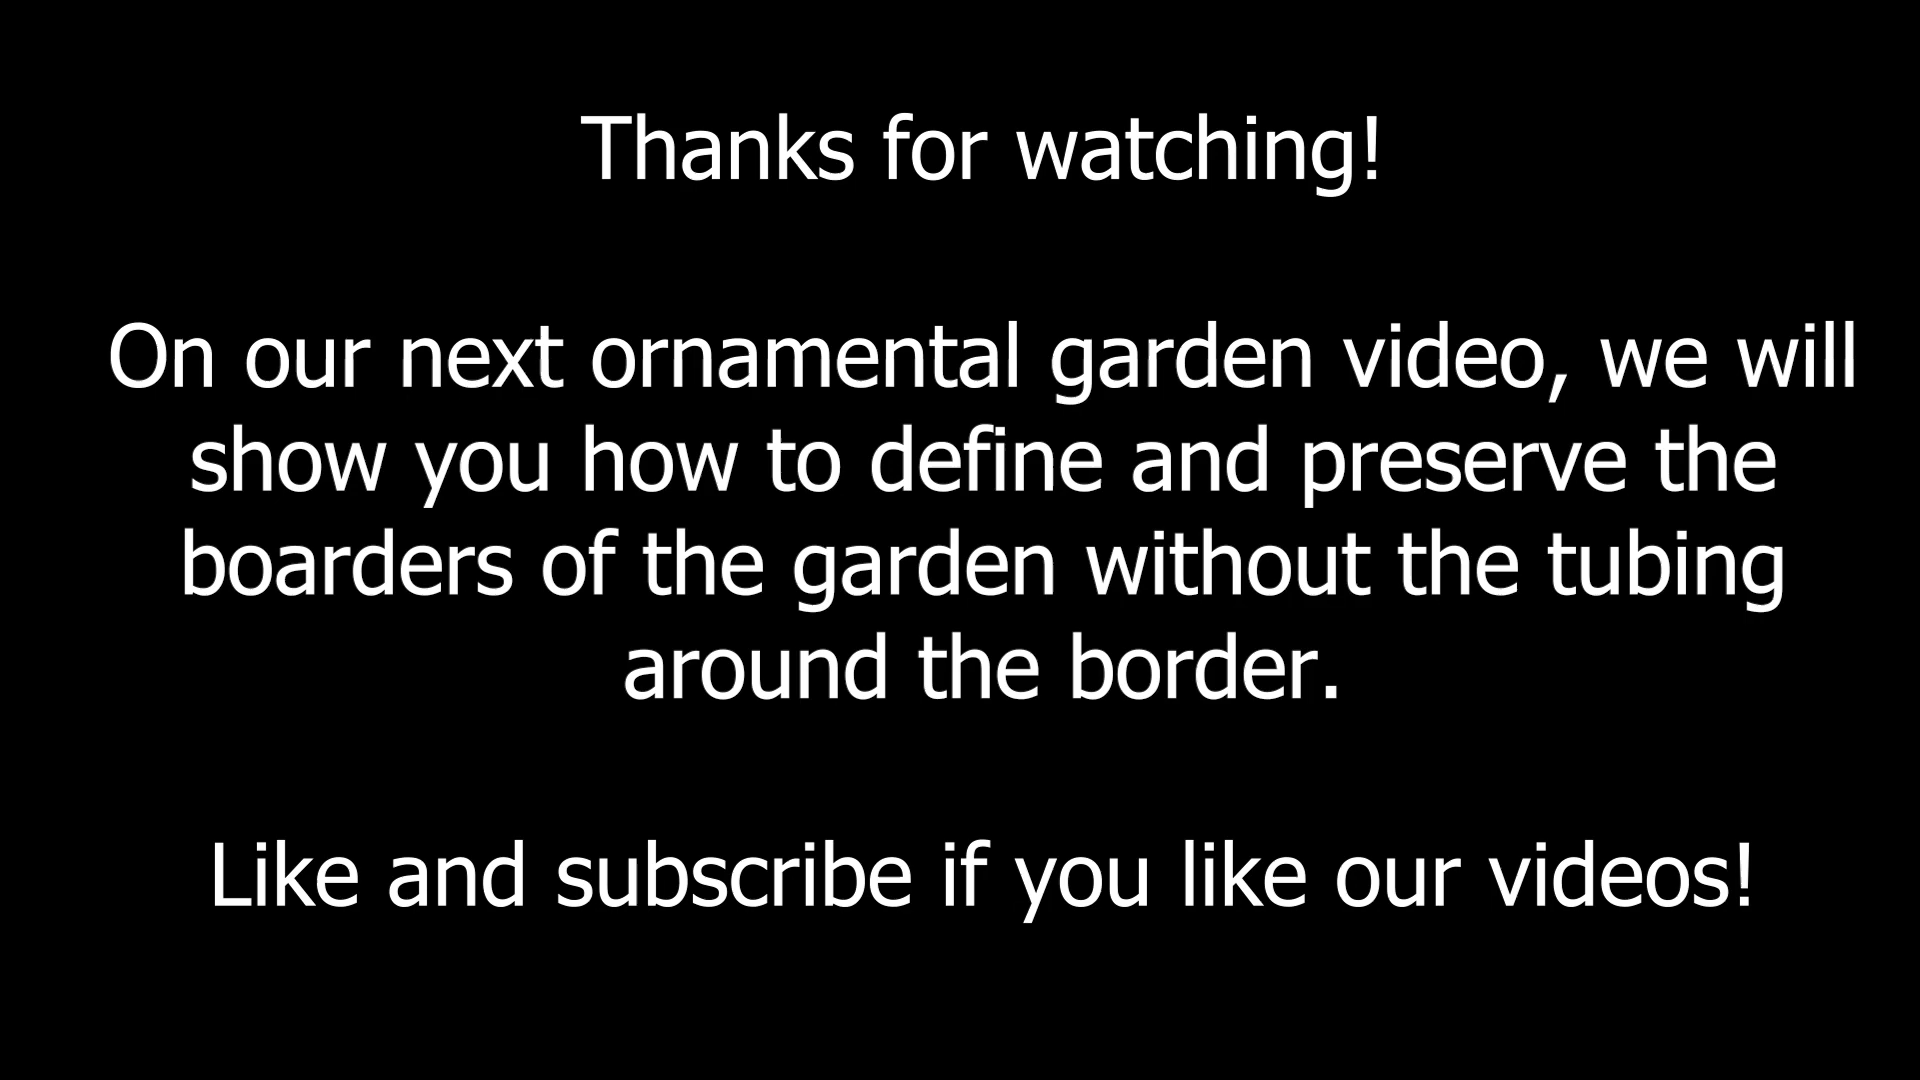 Thanks for watching!
On our next ornamental garden video, we will
show you how to define and preserve the
boarders of the garden without the tubing
around the border.
Like and subscribe if you like our videos!